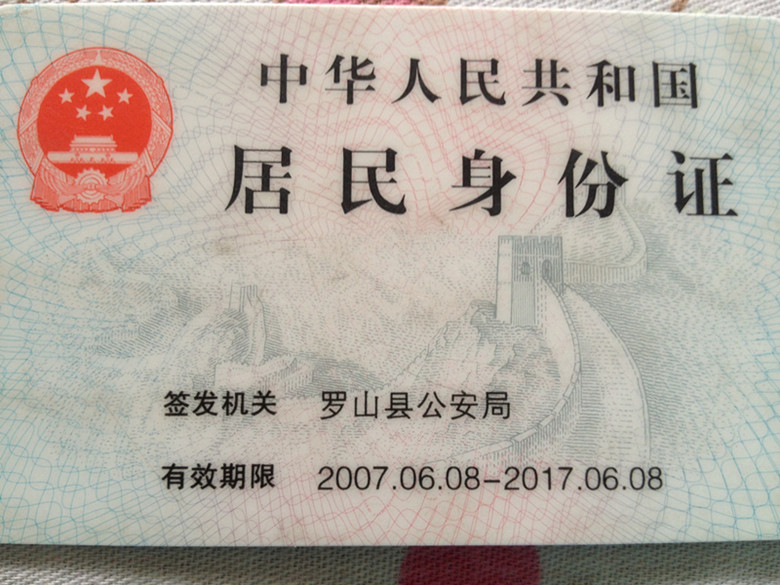 中华人民共和国
居民身份证
签发机关 罗山县公安局
有效期限 2007.06.08-2017.06.08